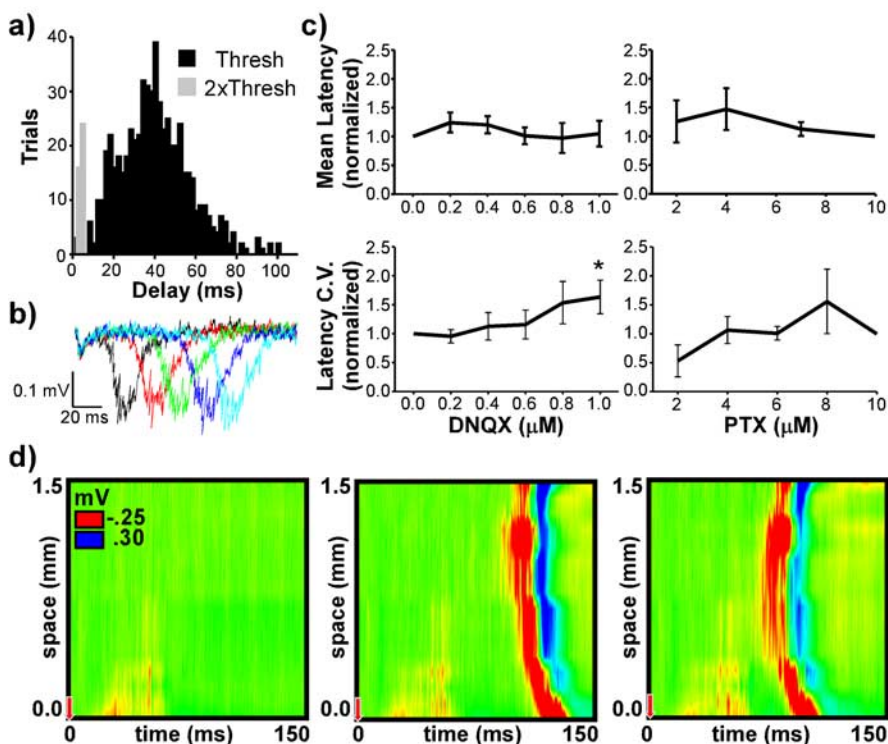 a)
40
30
20
10
0
Trials
Thresh
2xThresh
0 20 40 60 80 100
Delay (ms)
b)
0.1 mV
20 ms
c)
Mean Latency
(normalized)
2.5
2.0
1.5
1.0
0.5
0.0
0.0 0.2 0.4 0.6 0.8 1.0
2.5
2.0
1.5
1.0
0.5
0.0
2 4 6 8 10
Latency C.V.
(normalized)
2.5
2.0
1.5
1.0
0.5
0.0
*
0.0 0.2 0.4 0.6 0.8 1.0
DNQX (μM)
2.5
2.0
1.5
1.0
0.5
0.0
2 4 6 8 10
PTX (μM)
d)
1.5
space (mm)
0.0
mV
-.25
.30
0 time (ms) 150
1.5
space (mm)
0.0
0 time (ms) 150
1.5
space (mm)
0.0
0 time (ms) 150